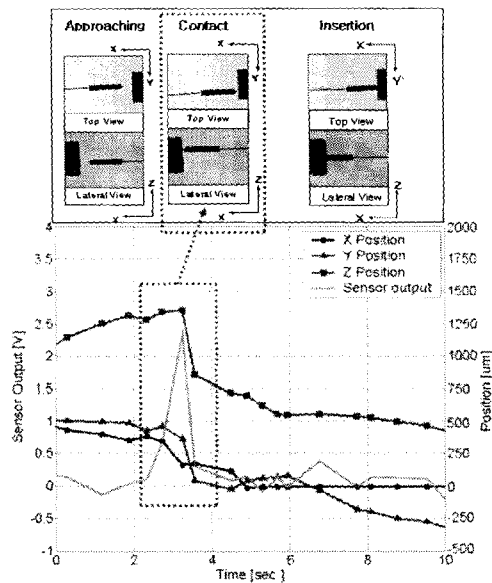 Approaching Contact Insertion
X X X
Y Y Y
Top View Top View Top View
Z Z Z
Lateral View Lateral View Lateral View
X X X
4 2000
X Position
Y Position
Z Position
Sensor output
3.5 1750
3 1500
2.5 1250
2 1000
1.5 750
1 500
0.5 250
0 0
-0.5 -250
-1 -500
Sensor Output [V]
Position [um]
0 2 4 6 8 10
Time [sec.]